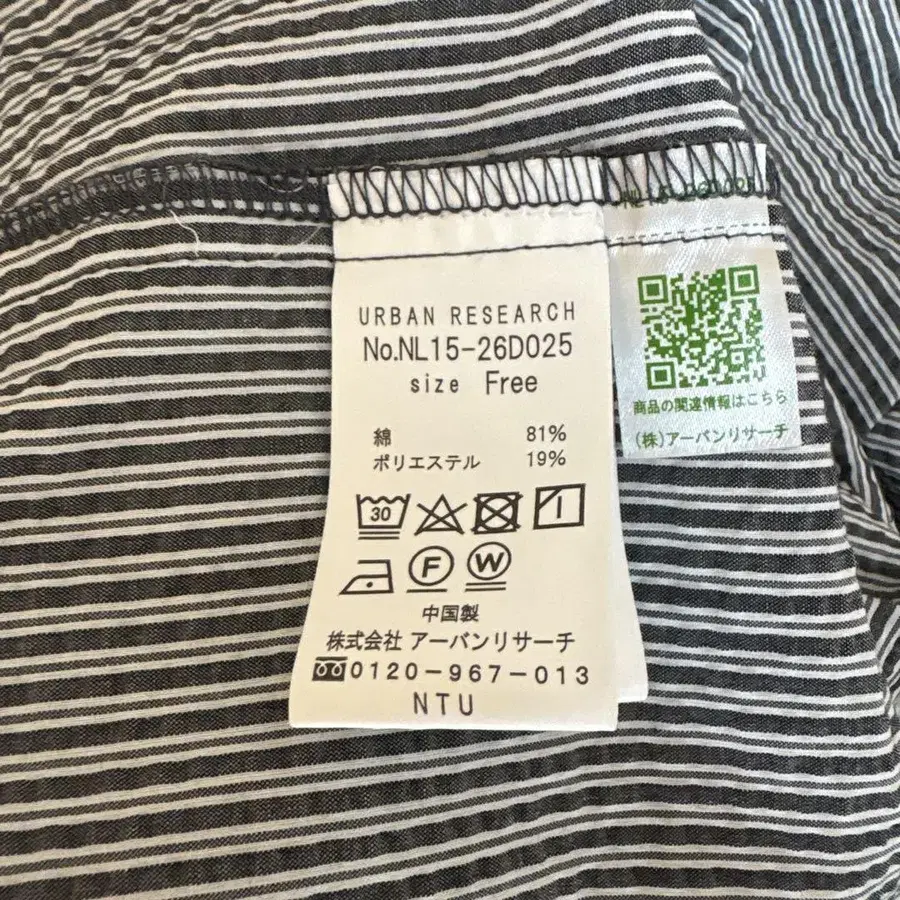 URBAN RESEARCH
No.NL15-26D025
size Free
綿 81%
ポリエステル 19%
30
F W
中国製
株式会社 アーバンリサーチ
0120-967-013
NTU
商品の関連情報はこちら
(株)アーバンリサーチ